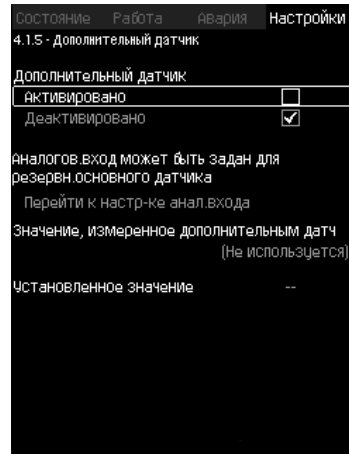 Состояние Работа Авария Настройки
4.1.5 - Дополнительный датчик
Дополнительный датчик
Активировано
Деактивировано
Аналогов.вход может быть задан для
резервн.основного датчика
Перейти к настр-ке анал.входа
Значение, измеренное дополнительным датч
(Не используется)
Установленное значение --